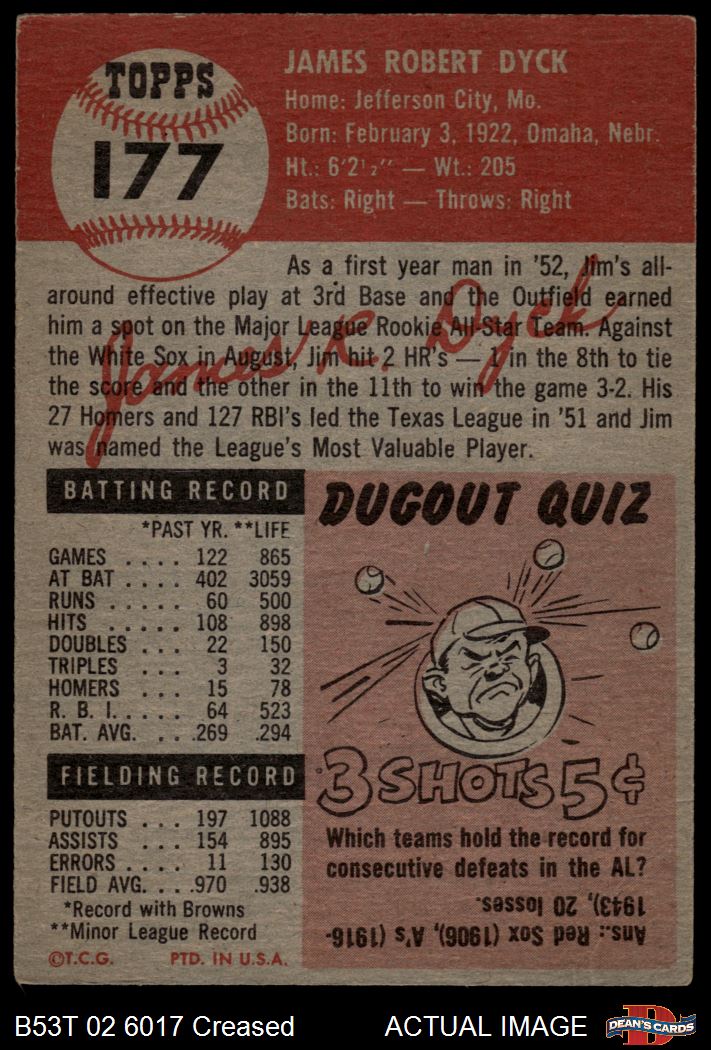 TOPPS
177
JAMES ROBERT DYCK
Home: Jefferson City, Mo.
Born: February 3, 1922, Omaha, Nebr.
Ht.: 6'2½" — Wt.: 205
Bats: Right — Throws: Right
As a first year man in '52, Jim's all-
around effective play at 3rd Base and the Outfield earned
him a spot on the Major League Rookie All-Star Team. Against
the White Sox in August, Jim hit 2 HR's — 1 in the 8th to tie
the score and the other in the 11th to win the game 3-2. His
27 Homers and 127 RBI's led the Texas League in '51 and Jim
was named the League's Most Valuable Player.
James R. Dyck
BATTING RECORD
*PAST YR. **LIFE
GAMES .... 122 865
AT BAT .... 402 3059
RUNS ..... 60 500
HITS ..... 108 898
DOUBLES ... 22 150
TRIPLES ... 3 32
HOMERS ... 15 78
R. B. I. .... 64 523
BAT. AVG. ... .269 .294
FIELDING RECORD
PUTOUTS ... 197 1088
ASSISTS ... 154 895
ERRORS .... 11 130
FIELD AVG. ... .970 .938
*Record with Browns
**Minor League Record
©T.C.G. PTD. IN U.S.A.
DUGOUT QUIZ
3 SHOTS 5¢
Which teams hold the record for
consecutive defeats in the AL?
Ans.: Red Sox (1906), A's (1916-
1943), 20 losses.
B53T 02 6017 Creased
ACTUAL IMAGE
D
DEAN'S CARDS